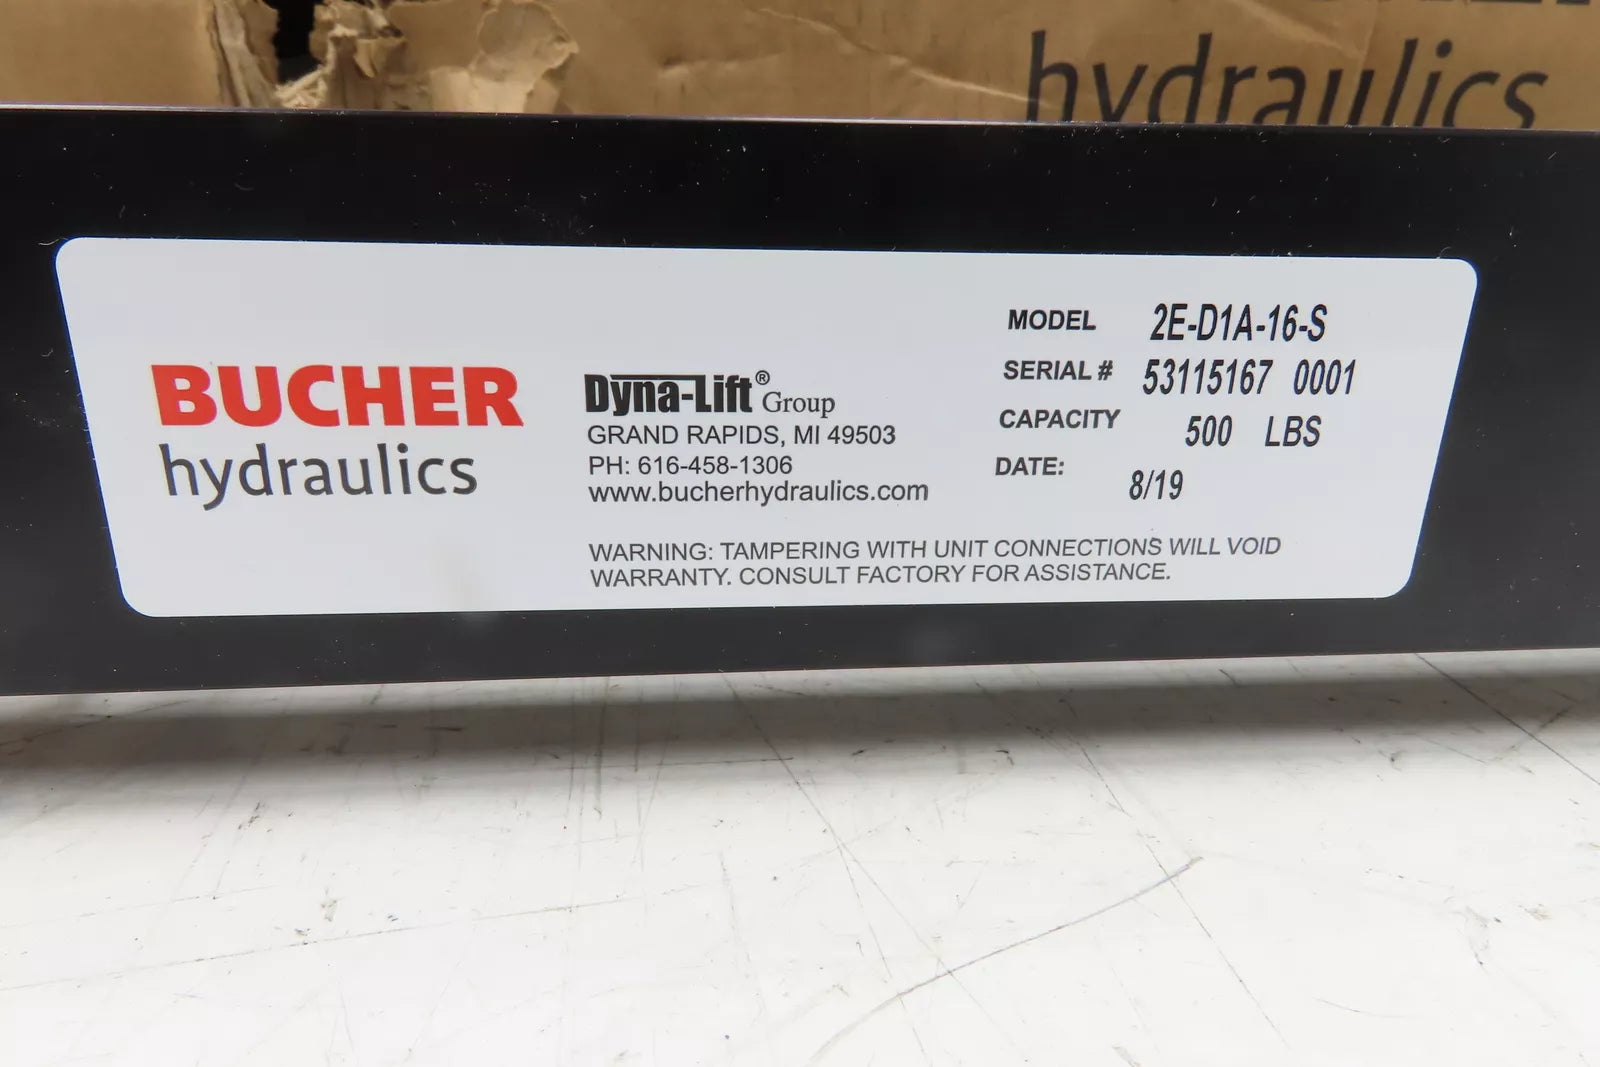 hydraulics
BUCHER
hydraulics
Dyna-Lift® Group
GRAND RAPIDS, MI 49503
PH: 616-458-1306
www.bucherhydraulics.com
MODEL 2E-D1A-16-S
SERIAL # 53115167 0001
CAPACITY 500 LBS
DATE: 8/19
WARNING: TAMPERING WITH UNIT CONNECTIONS WILL VOID
WARRANTY. CONSULT FACTORY FOR ASSISTANCE.